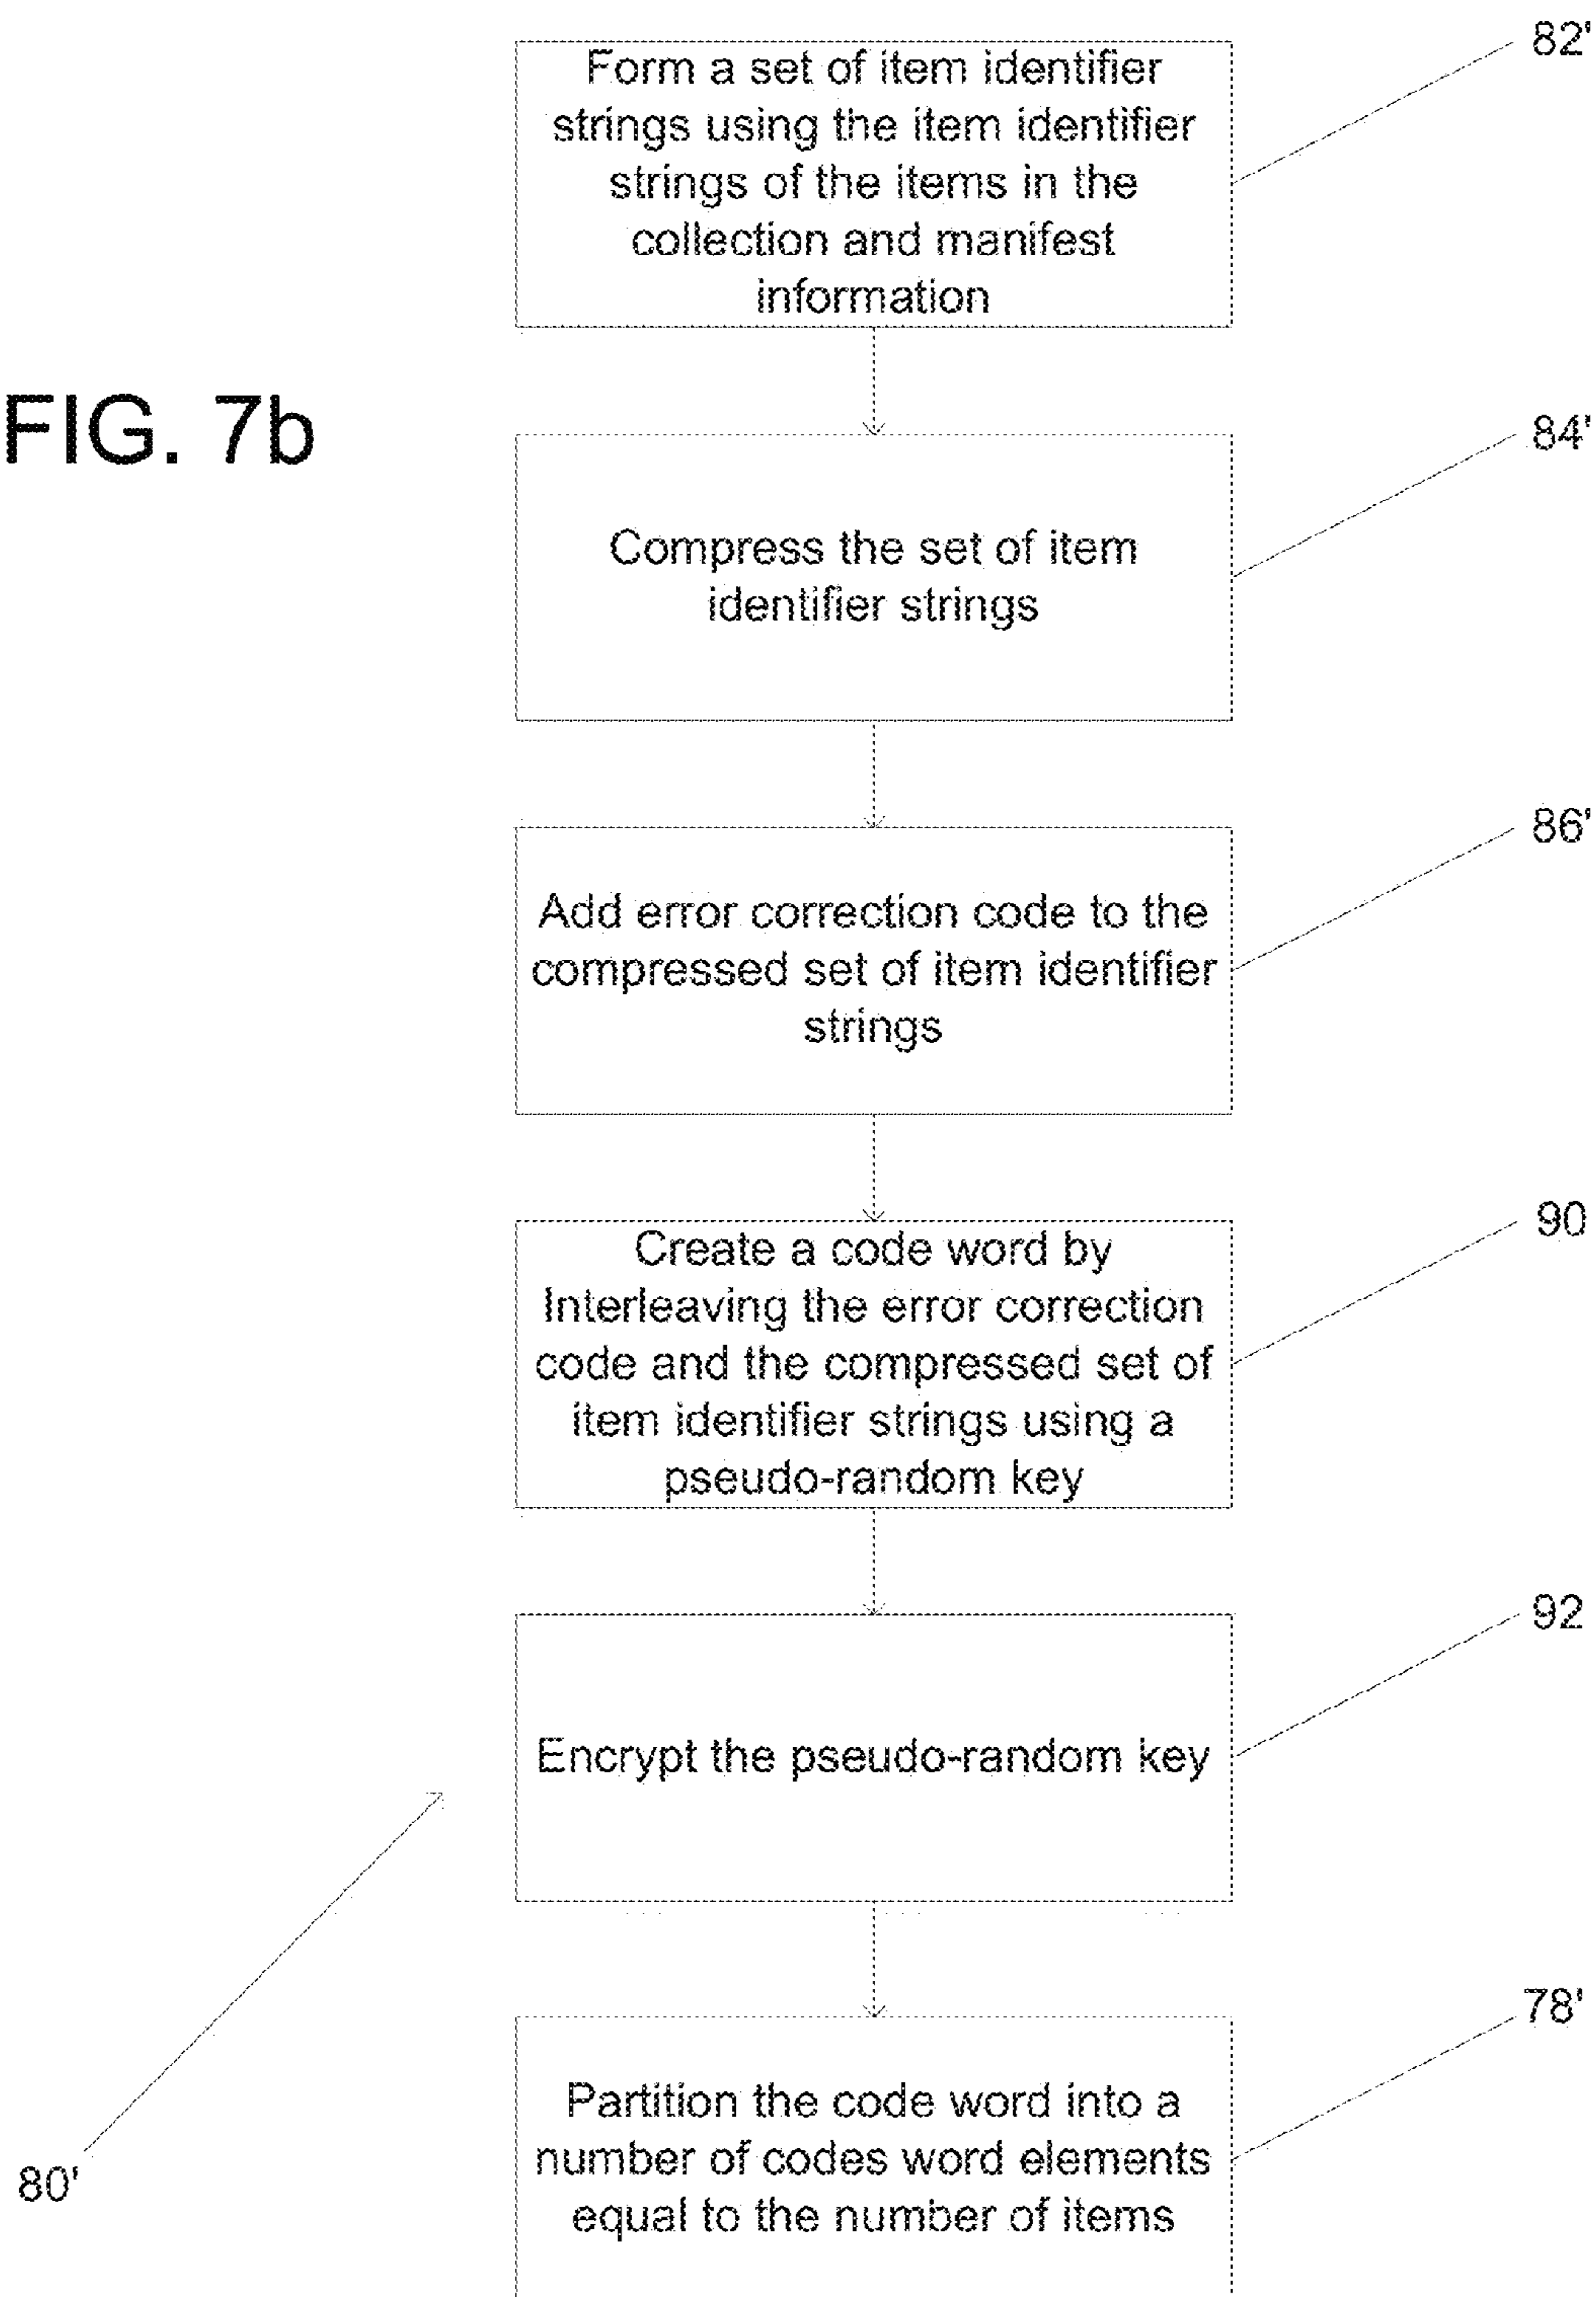 82'
Form a set of item identifier
strings using the item identifier
strings of the items in the
collection and manifest
information
FIG. 7b
84'
Compress the set of item
identifier strings
86'
Add error correction code to the
compressed set of item identifier
strings
90
Create a code word by
Interleaving the error correction
code and the compressed set of
item identifier strings using a
pseudo-random key
92
Encrypt the pseudo-random key
78'
Partition the code word into a
number of codes word elements
equal to the number of items
80'